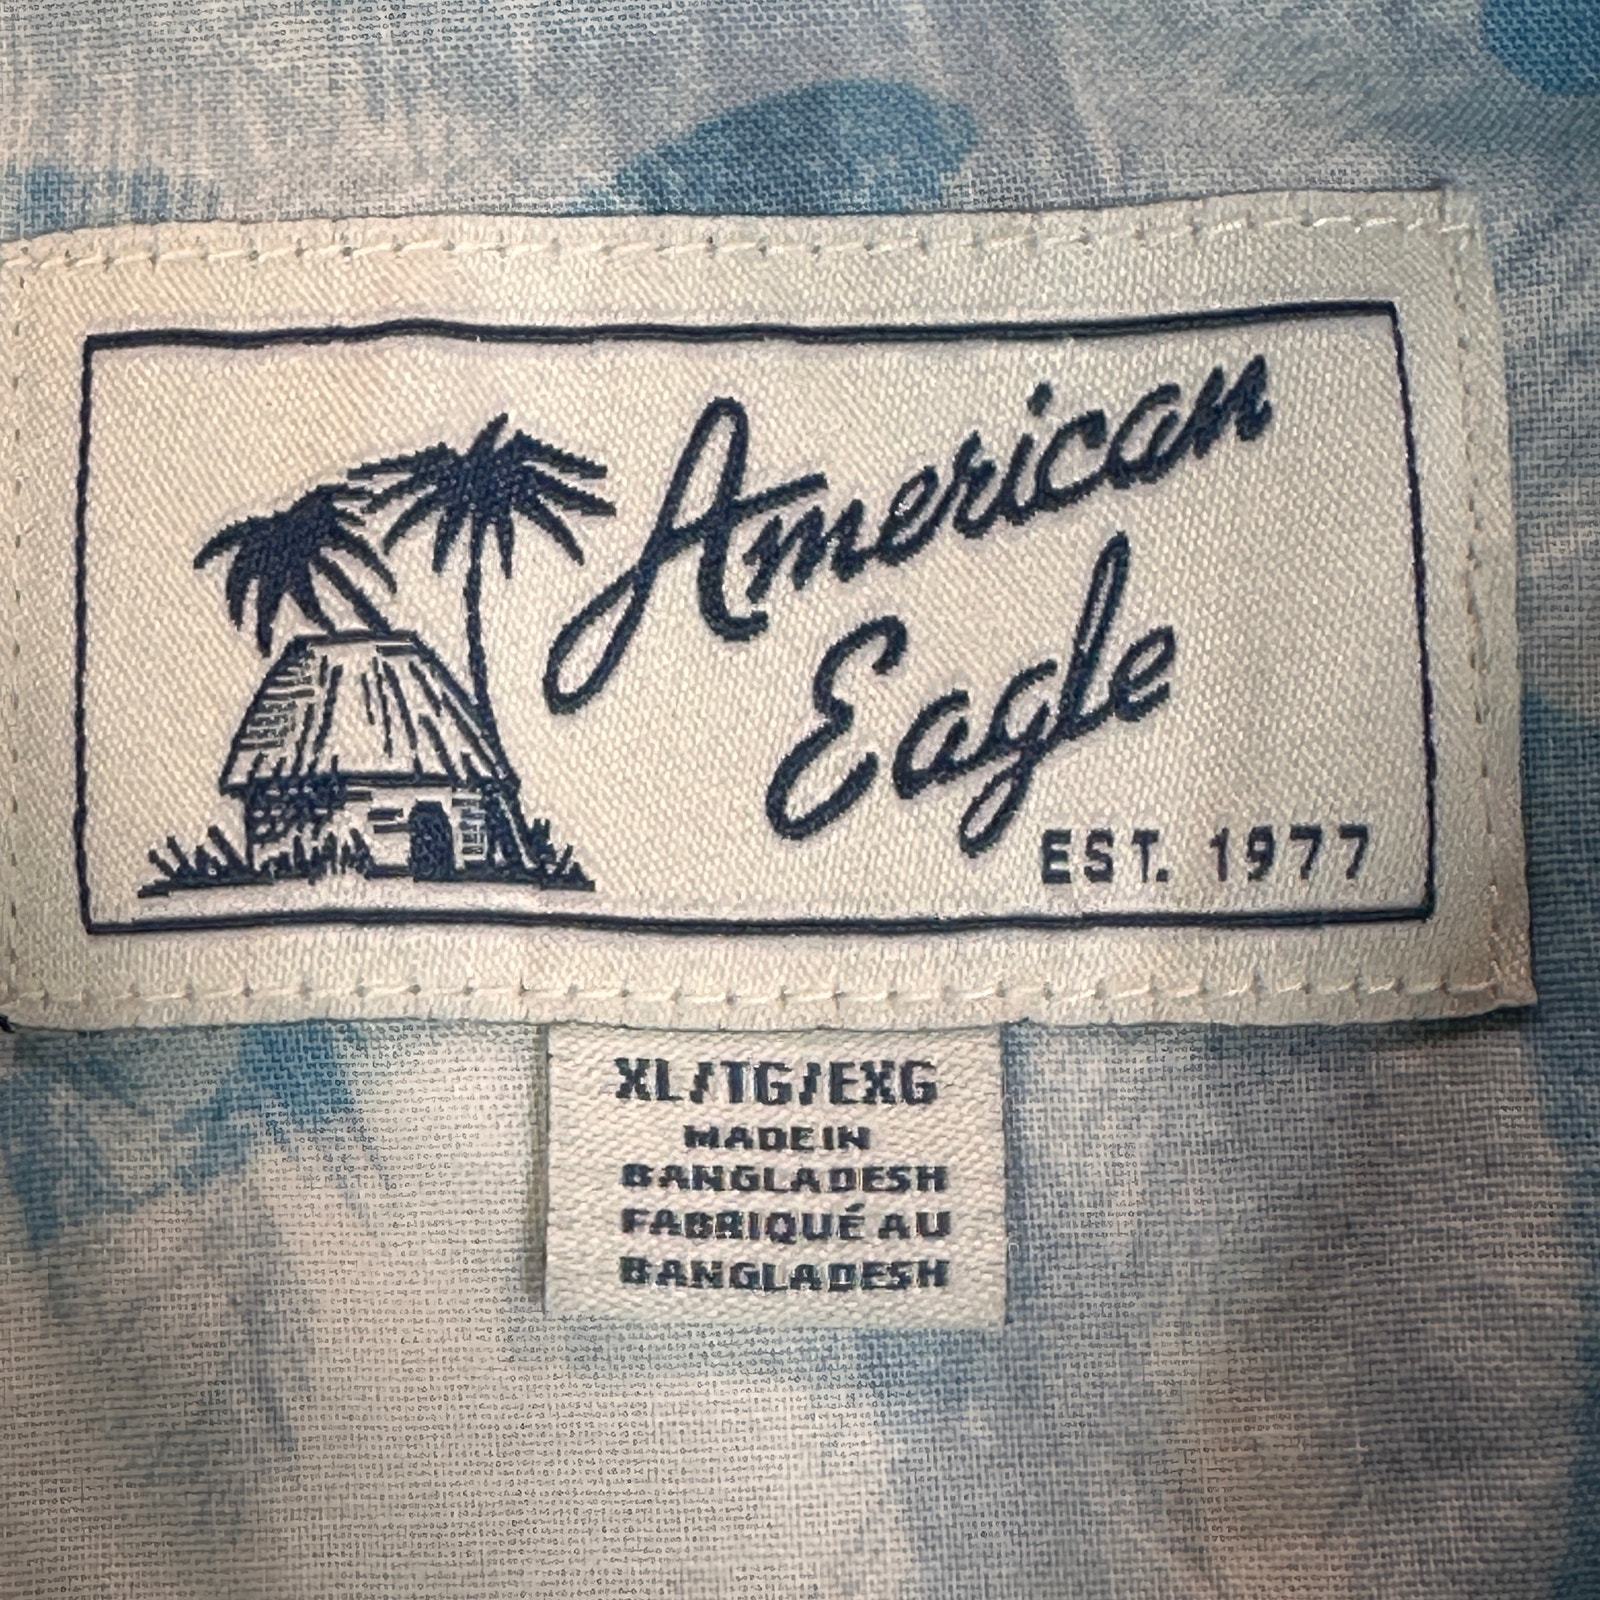 American
Eagle
EST. 1977
XL/TG/EXG
MADE IN
BANGLADESH
FABRIQUÉ AU
BANGLADESH